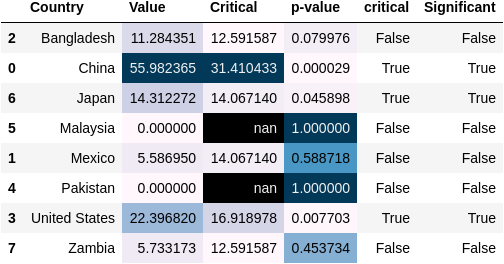 Country Value Critical p-value critical Significant
2 Bangladesh 11.284351 12.591587 0.079976 False False
0 China 55.982365 31.410433 0.000029 True True
6 Japan 14.312272 14.067140 0.045898 True True
5 Malaysia 0.000000 nan 1.000000 False False
1 Mexico 5.586950 14.067140 0.588718 False False
4 Pakistan 0.000000 nan 1.000000 False False
3 United States 22.396820 16.918978 0.007703 True True
7 Zambia 5.733173 12.591587 0.453734 False False